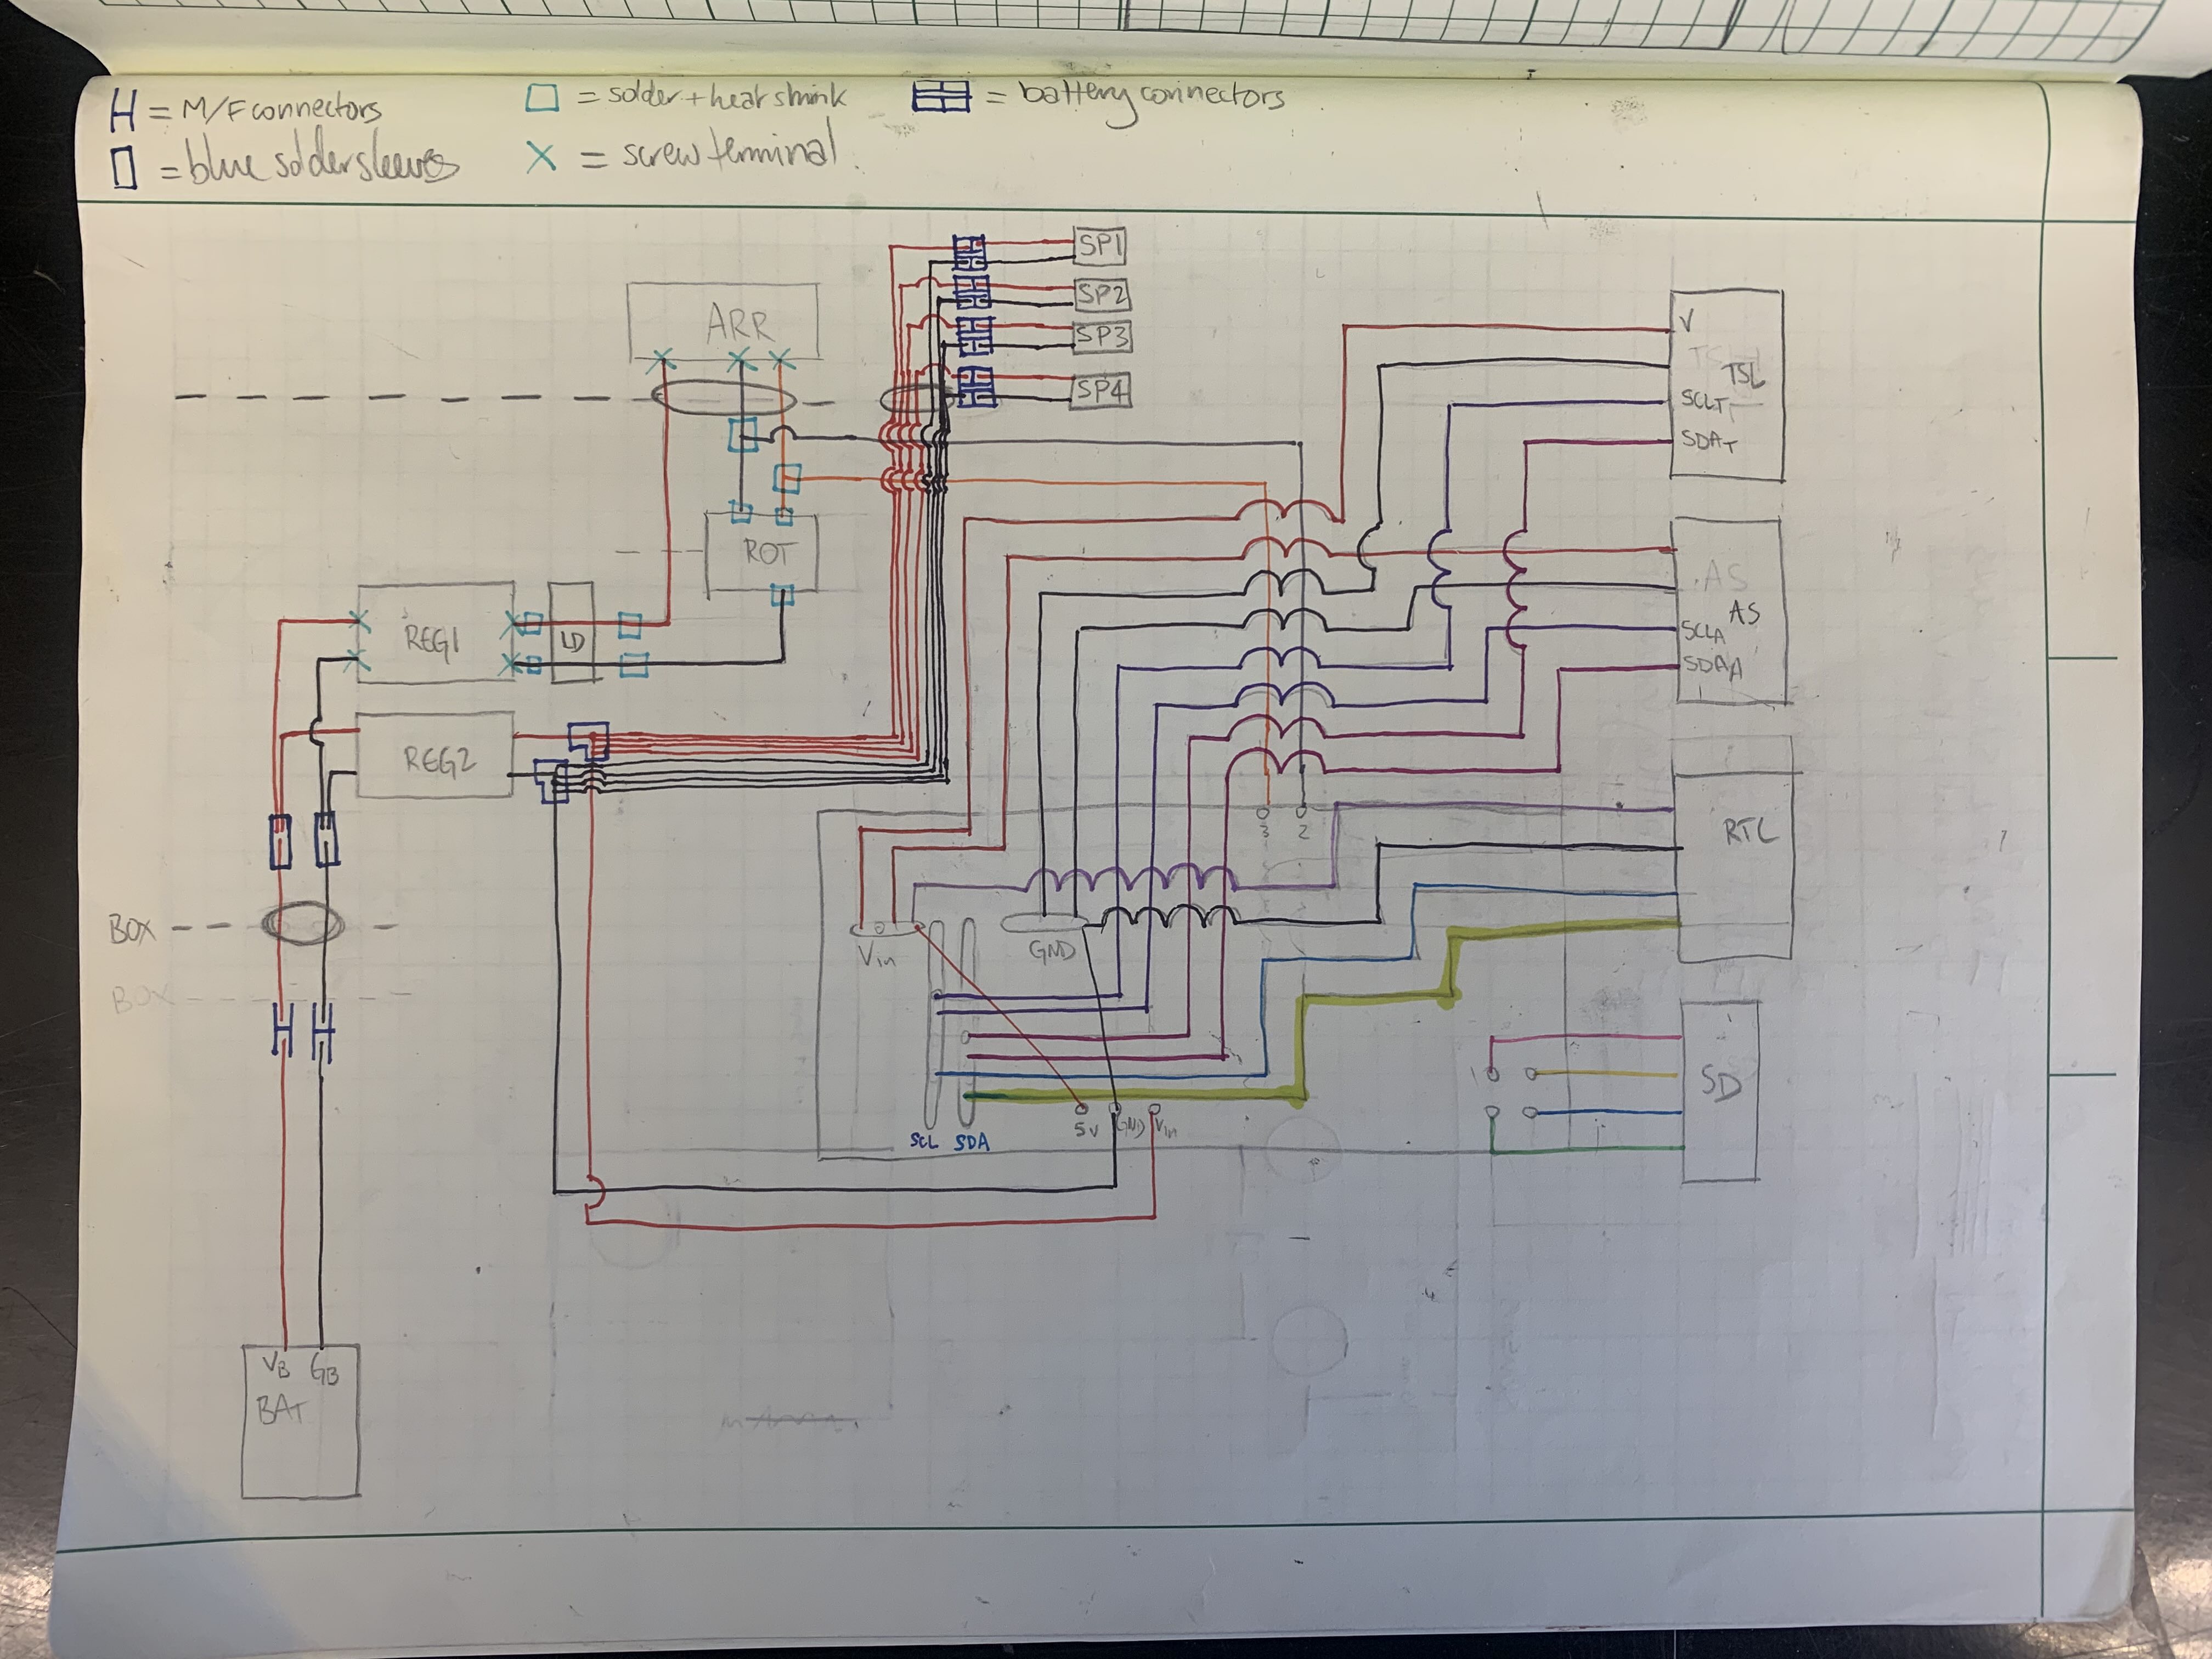 H = M/F connectors
□ = solder + heat shrink
= battery connectors
▯ = blue solder sleeves
X = screw terminal.
SP1
SP2
ARR
SP3
SP4
V
TSL
SCLT
SDAT
ROT
AS
AS
SCLA
SDAA
REG1
LD
REG2
3 2
RTC
BOX
Vin
GND
BOX
SD
5V GND Vin
SCL SDA
VB GB
BAT